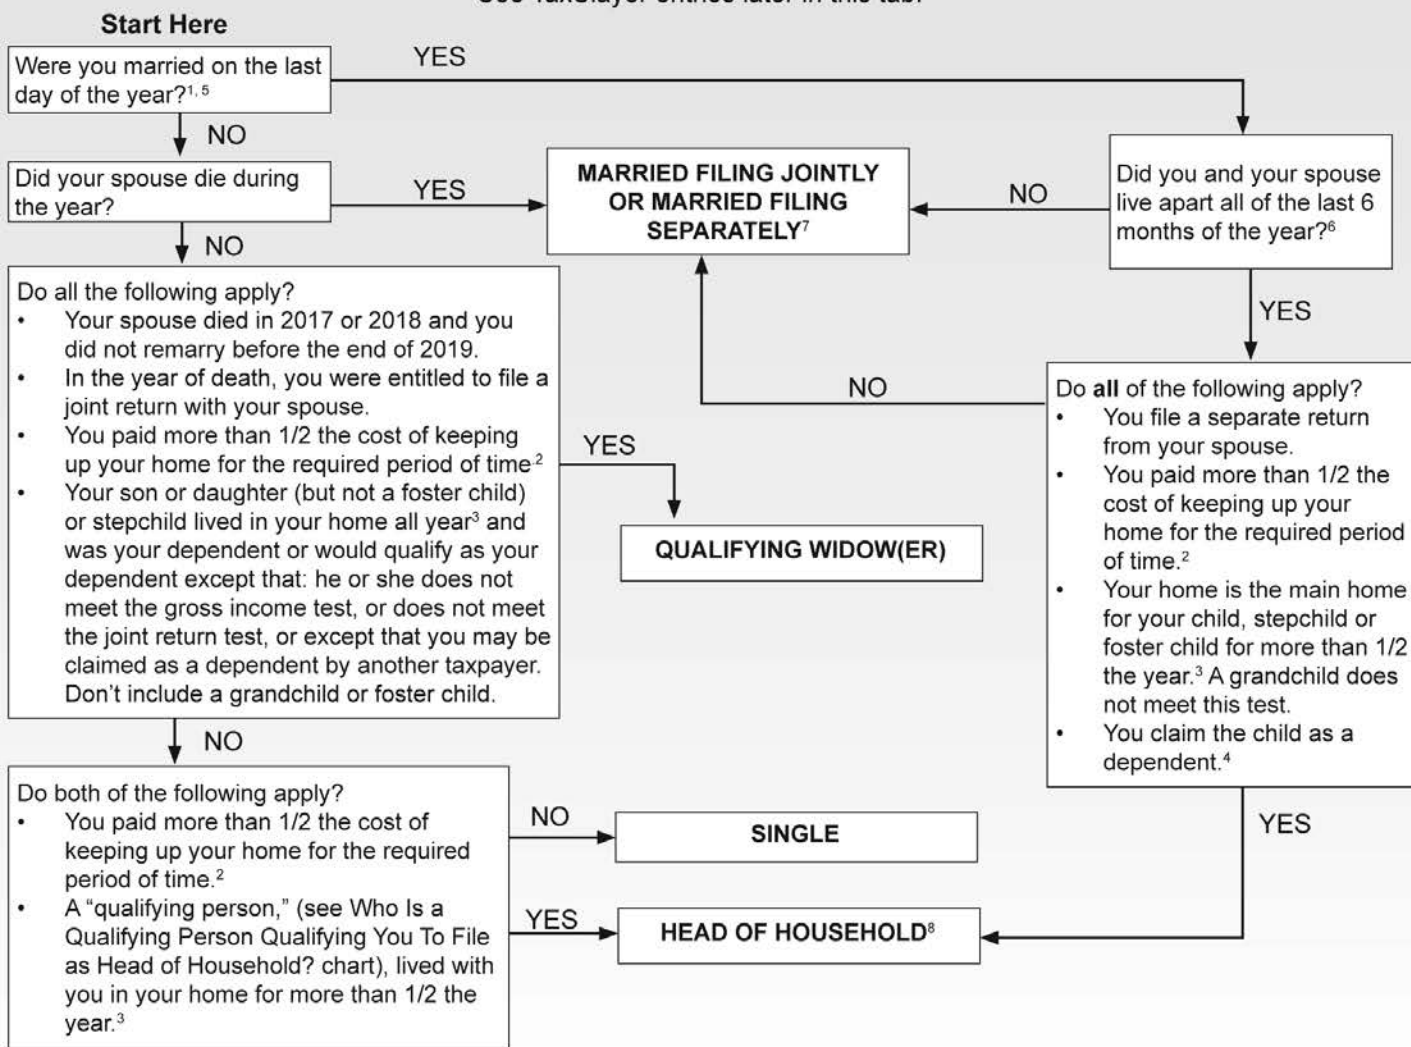 Start Here
Were you married on the last
day of the year?1, 5
YES
NO
Did your spouse die during
the year?
YES
MARRIED FILING JOINTLY
OR MARRIED FILING
SEPARATELY7
NO
Did you and your spouse
live apart all of the last 6
months of the year?6
NO
YES
Do all the following apply?
• Your spouse died in 2017 or 2018 and you
did not remarry before the end of 2019.
• In the year of death, you were entitled to file a
joint return with your spouse.
• You paid more than 1/2 the cost of keeping
up your home for the required period of time.2
• Your son or daughter (but not a foster child)
or stepchild lived in your home all year3 and
was your dependent or would qualify as your
dependent except that: he or she does not
meet the gross income test, or does not meet
the joint return test, or except that you may be
claimed as a dependent by another taxpayer.
Don't include a grandchild or foster child.
YES
QUALIFYING WIDOW(ER)
NO
Do all of the following apply?
• You file a separate return
from your spouse.
• You paid more than 1/2 the
cost of keeping up your
home for the required period
of time.2
• Your home is the main home
for your child, stepchild or
foster child for more than 1/2
the year.3 A grandchild does
not meet this test.
• You claim the child as a
dependent.4
YES
NO
Do both of the following apply?
• You paid more than 1/2 the cost of
keeping up your home for the required
period of time.2
• A “qualifying person,” (see Who Is a
Qualifying Person Qualifying You To File
as Head of Household? chart), lived with
you in your home for more than 1/2 the
year.3
NO
SINGLE
YES
HEAD OF HOUSEHOLD8